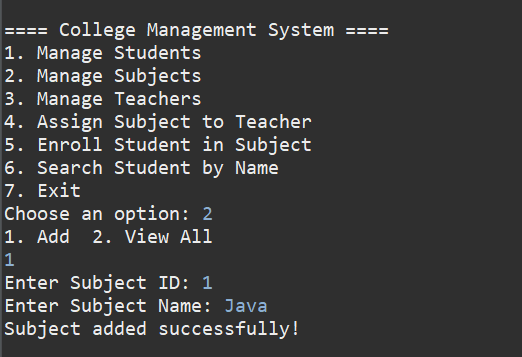 ==== College Management System ====
1. Manage Students
2. Manage Subjects
3. Manage Teachers
4. Assign Subject to Teacher
5. Enroll Student in Subject
6. Search Student by Name
7. Exit
Choose an option: 2
1. Add  2. View All
1
Enter Subject ID: 1
Enter Subject Name: Java
Subject added successfully!